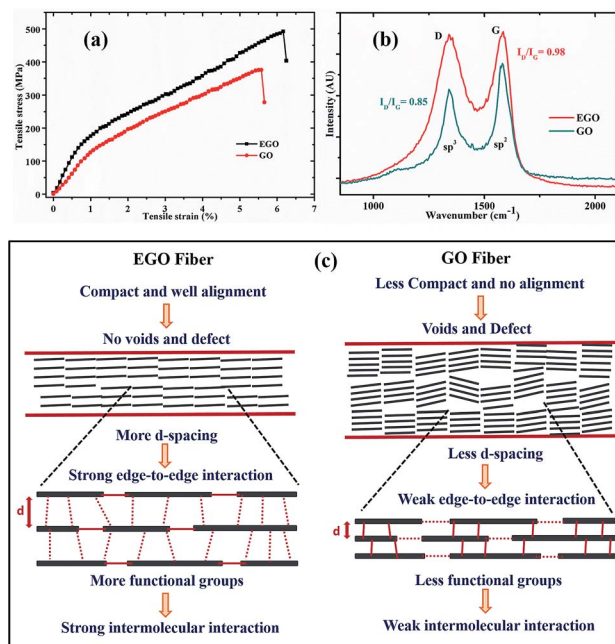 (a)
500
400
300
200
100
0
Tensile stress (MPa)
EGO
GO
0 1 2 3 4 5 6 7
Tensile strain (%)
(b)
D
G
I_D/I_G= 0.98
I_D/I_G= 0.85
EGO
GO
sp³
sp²
Intensity (AU)
1000 1500 2000
Wavenumber (cm⁻¹)
EGO Fiber
(c)
GO Fiber
Compact and well alignment
No voids and defect
More d-spacing
Strong edge-to-edge interaction
d
More functional groups
Strong intermolecular interaction
Less Compact and no alignment
Voids and Defect
Less d-spacing
Weak edge-to-edge interaction
d
Less functional groups
Weak intermolecular interaction